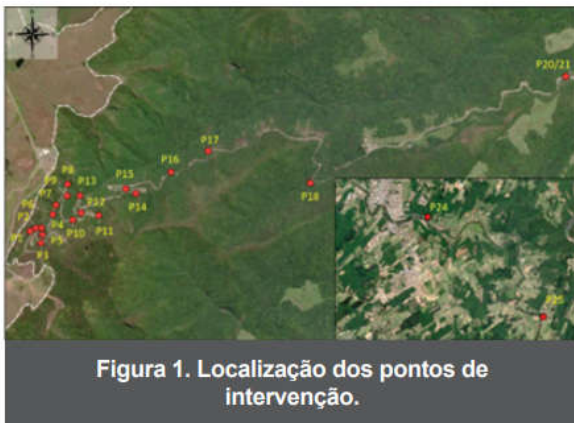 P20/21
P17
P16
P8
P9
P13
P15
P7
P18
P14
P12
P6
P11
P3
P4
P10
P24
P2
P5
P1
P25
Figura 1. Localização dos pontos de
intervenção.